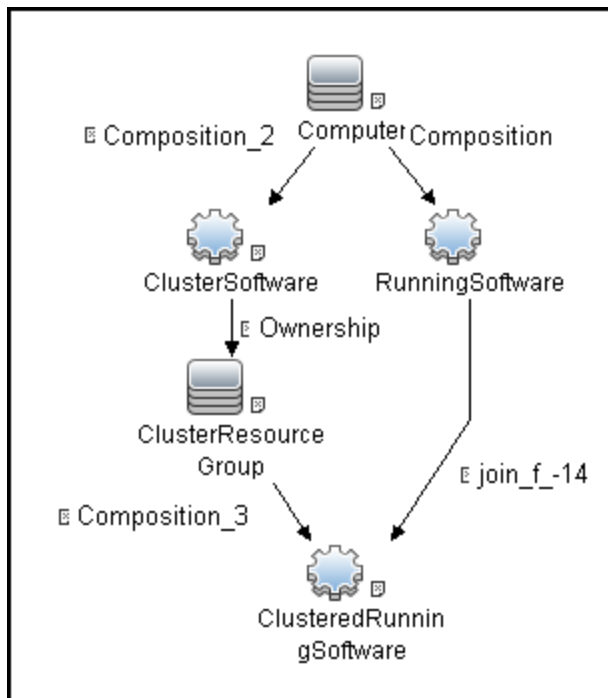 Composition_2
Computer
Composition
ClusterSoftware
RunningSoftware
Ownership
ClusterResource
Group
join_f_-14
Composition_3
ClusteredRunnin
gSoftware